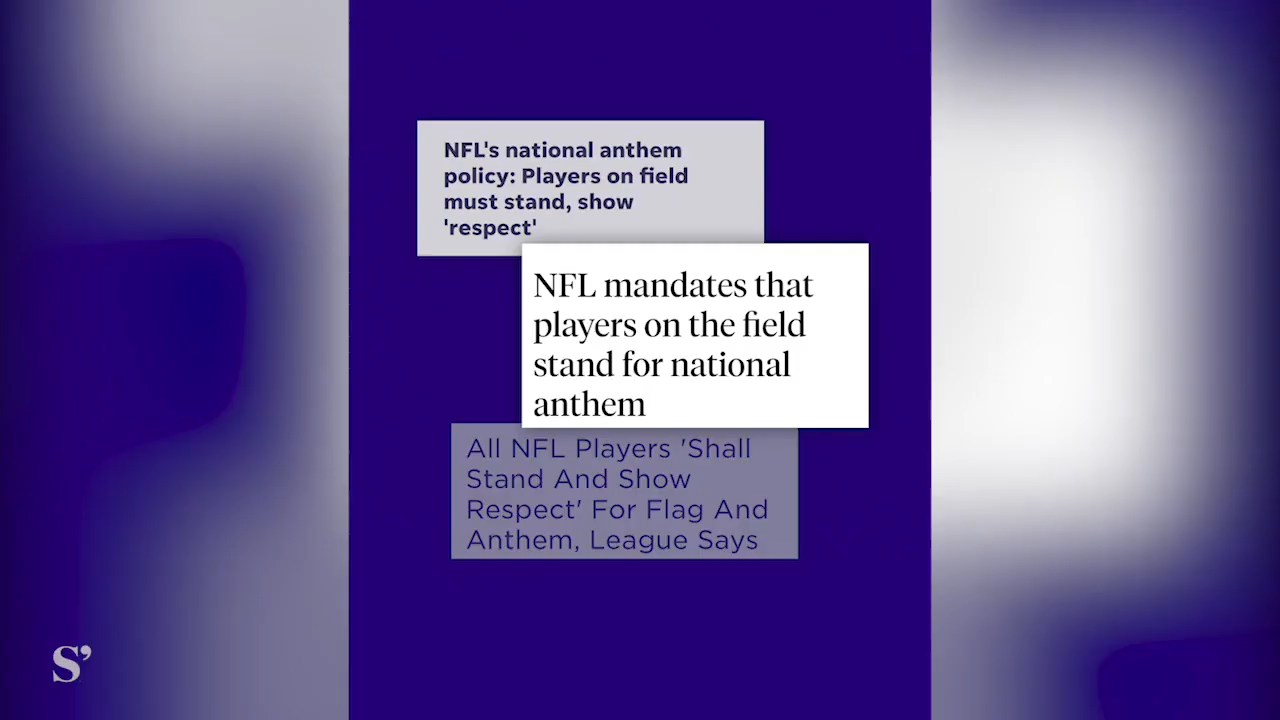 NFL's national anthem
policy: Players on field
must stand, show
'respect'
NFL mandates that
players on the field
stand for national
anthem
All NFL Players 'Shall
Stand And Show
Respect' For Flag And
Anthem, League Says
S’